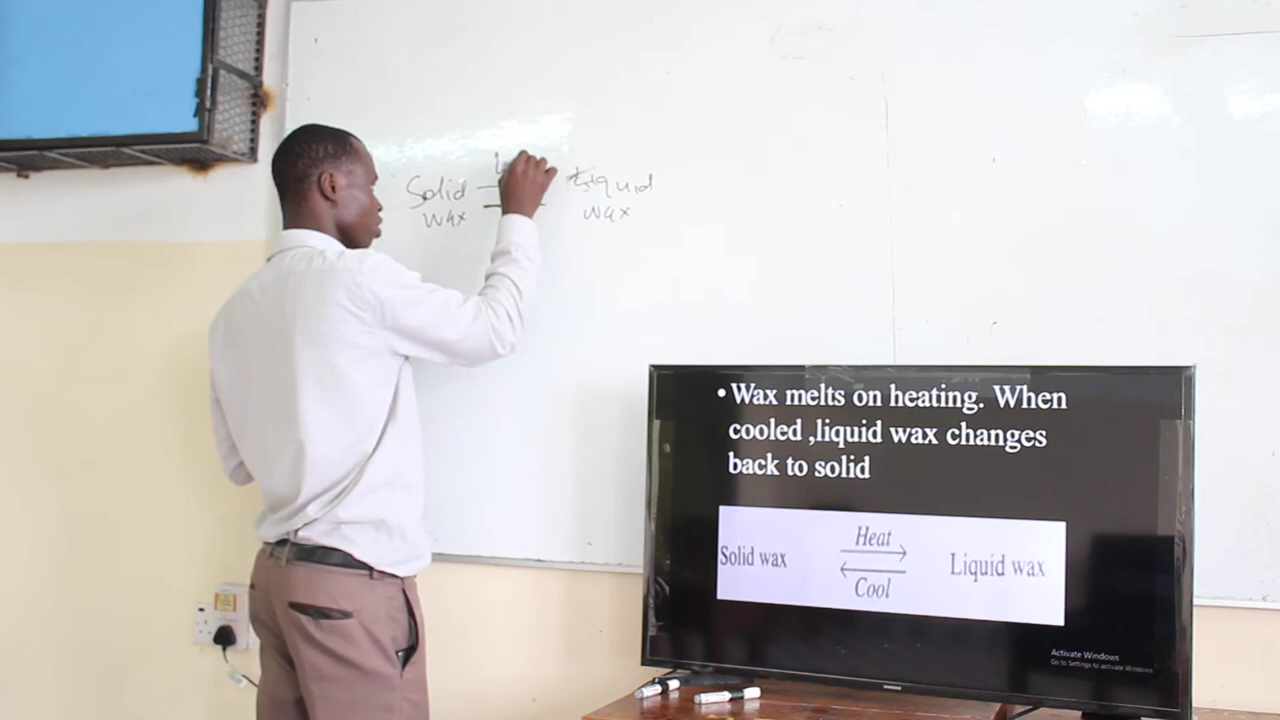 Solid Liquid
wax wax
• Wax melts on heating. When
cooled ,liquid wax changes
back to solid
Heat
Solid wax Liquid wax
Cool
Activate Windows
Go to Settings to activate Windows